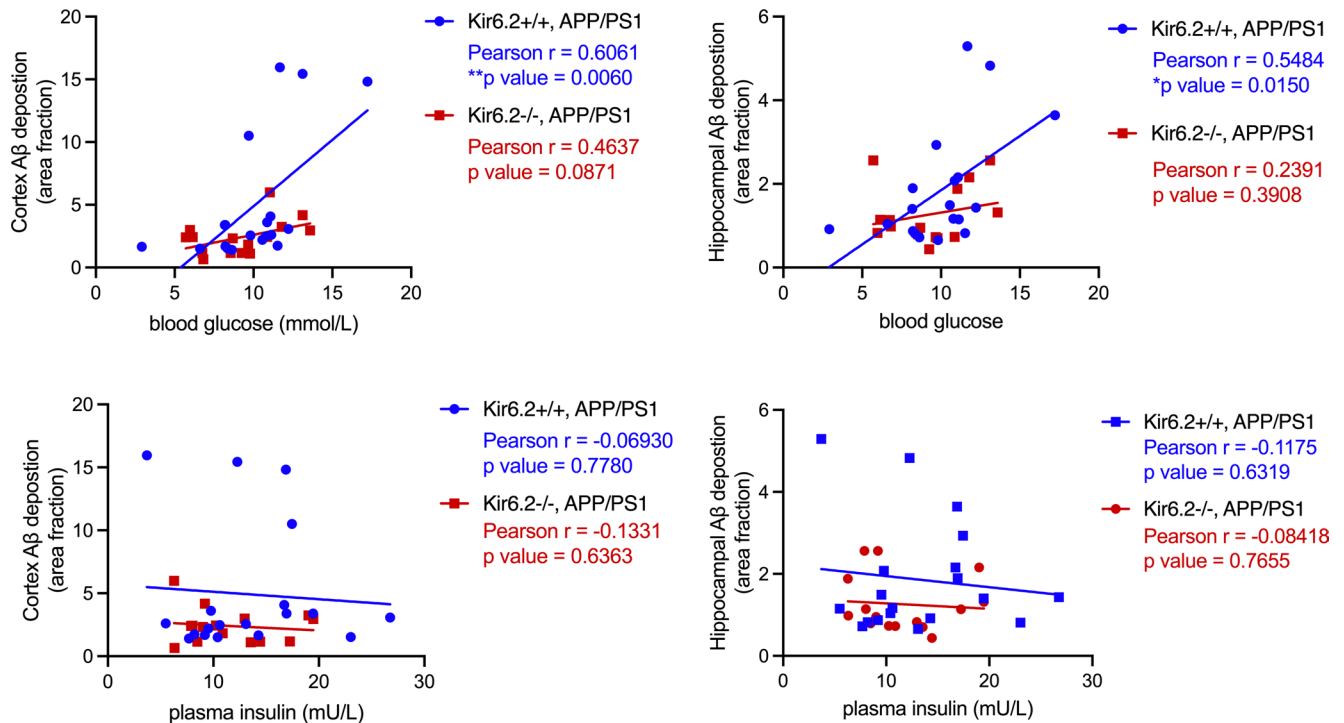 Cortex Aβ depostion
(area fraction)
20
15
10
5
0
0 5 10 15 20
blood glucose (mmol/L)
Kir6.2+/+, APP/PS1
Pearson r = 0.6061
**p value = 0.0060
Kir6.2-/-, APP/PS1
Pearson r = 0.4637
p value = 0.0871
Hippocampal Aβ depostion
(area fraction)
6
4
2
0
0 5 10 15 20
blood glucose
Kir6.2+/+, APP/PS1
Pearson r = 0.5484
*p value = 0.0150
Kir6.2-/-, APP/PS1
Pearson r = 0.2391
p value = 0.3908
Cortex Aβ depostion
(area fraction)
20
15
10
5
0
0 10 20 30
plasma insulin (mU/L)
Kir6.2+/+, APP/PS1
Pearson r = -0.06930
p value = 0.7780
Kir6.2-/-, APP/PS1
Pearson r = -0.1331
p value = 0.6363
Hippocampal Aβ depostion
(area fraction)
6
4
2
0
0 10 20 30
plasma insulin (mU/L)
Kir6.2+/+, APP/PS1
Pearson r = -0.1175
p value = 0.6319
Kir6.2-/-, APP/PS1
Pearson r = -0.08418
p value = 0.7655